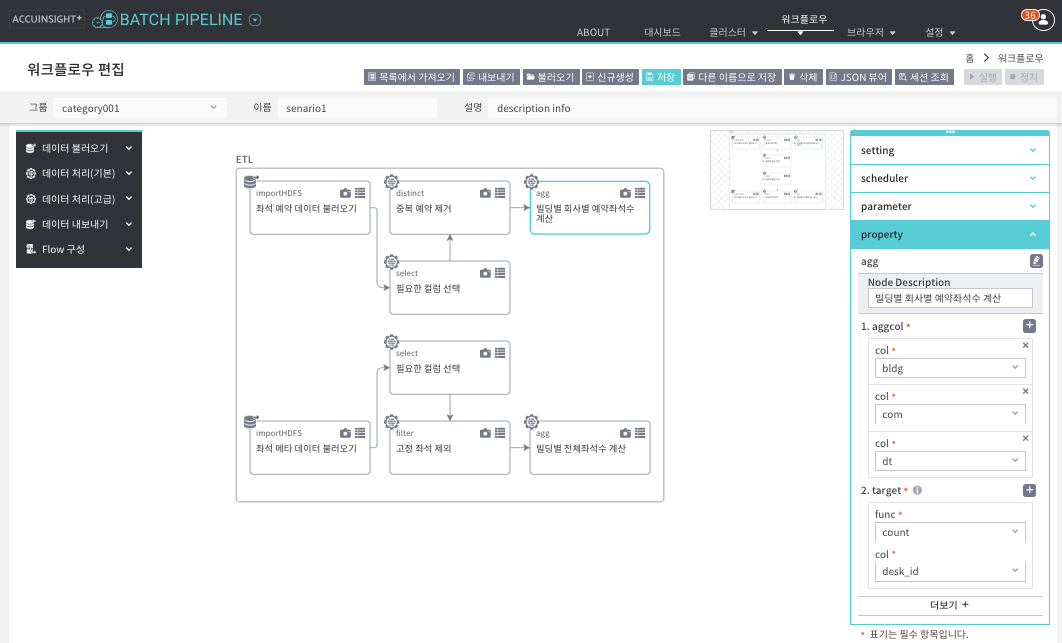 ACCUINSIGHT+ BATCH PIPELINE
36
ABOUT 대시보드 클러스터 워크플로우 브라우저 설정
홈 > 워크플로우
워크플로우 편집
목록에서 가져오기 내보내기 불러오기 신규생성 저장 다른 이름으로 저장 삭제 JSON 뷰어 세션 조회 실행 정지
그룹 category001 이름 senario1 설명 description info
데이터 불러오기
데이터 처리(기본)
데이터 처리(고급)
데이터 내보내기
Flow 구성
ETL
importHDFS
좌석 예약 데이터 불러오기
distinct
중복 예약 제거
agg
빌딩별 회사별 예약좌석수
계산
select
필요한 컬럼 선택
select
필요한 컬럼 선택
importHDFS
좌석 메타 데이터 불러오기
filter
고정 좌석 제외
agg
빌딩별 전체좌석수 계산
setting
scheduler
parameter
property
agg
Node Description
빌딩별 회사별 예약좌석수 계산
1. aggcol *
col *
bldg
col *
com
col *
dt
2. target *
func *
count
col *
desk_id
더보기 +
* 표기는 필수 항목입니다.